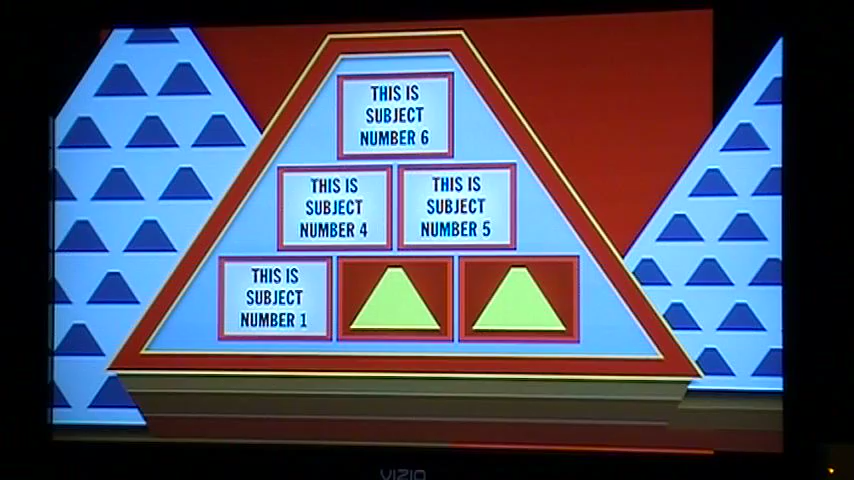 THIS IS
SUBJECT
NUMBER 6
THIS IS
SUBJECT
NUMBER 4
THIS IS
SUBJECT
NUMBER 5
THIS IS
SUBJECT
NUMBER 1
VIZIO